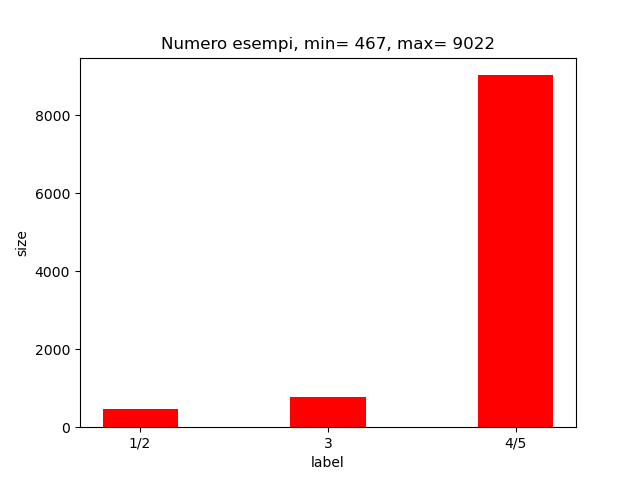 Numero esempi, min= 467, max= 9022
8000
6000
4000
2000
0
size
1/2 3 4/5
label